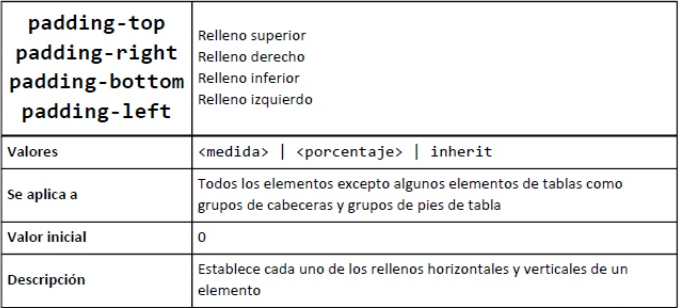 padding-top
padding-right
padding-bottom
padding-left
Relleno superior
Relleno derecho
Relleno inferior
Relleno izquierdo
Valores
<medida> | <porcentaje> | inherit
Se aplica a
Todos los elementos excepto algunos elementos de tablas como
grupos de cabeceras y grupos de pies de tabla
Valor inicial
0
Descripción
Establece cada uno de los rellenos horizontales y verticales de un
elemento